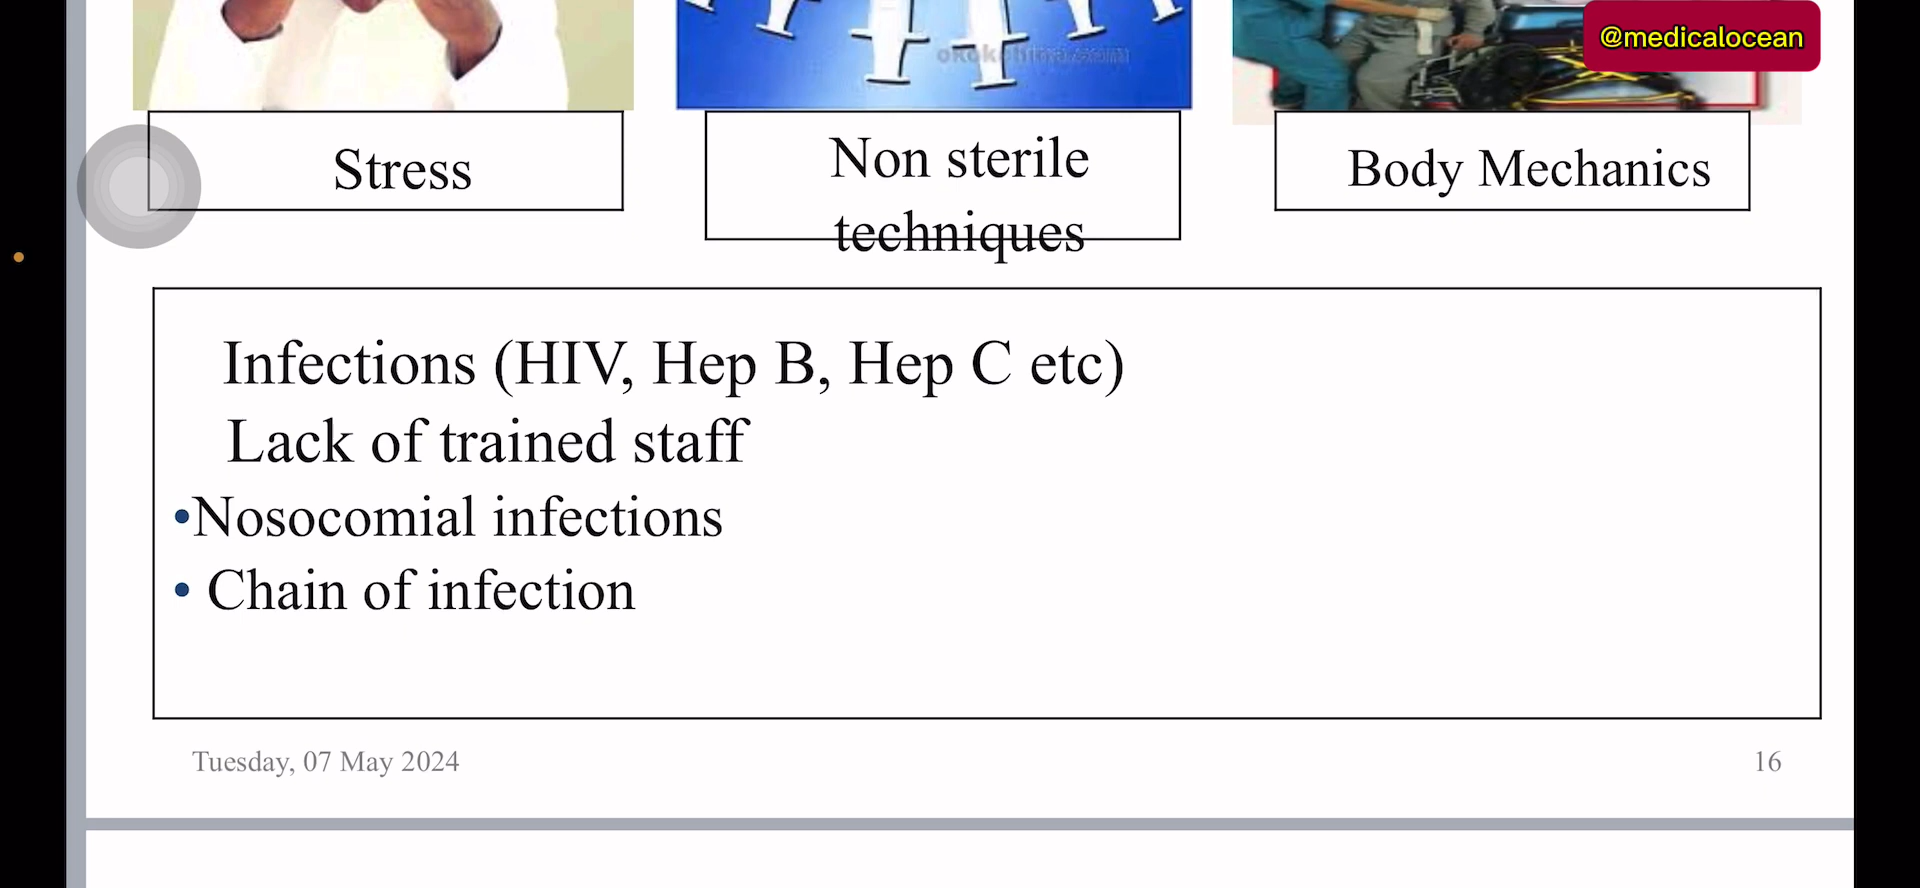 @medicalocean
Stress
Non sterile
techniques
Body Mechanics
Infections (HIV, Hep B, Hep C etc)
Lack of trained staff
•Nosocomial infections
• Chain of infection
Tuesday, 07 May 2024
16